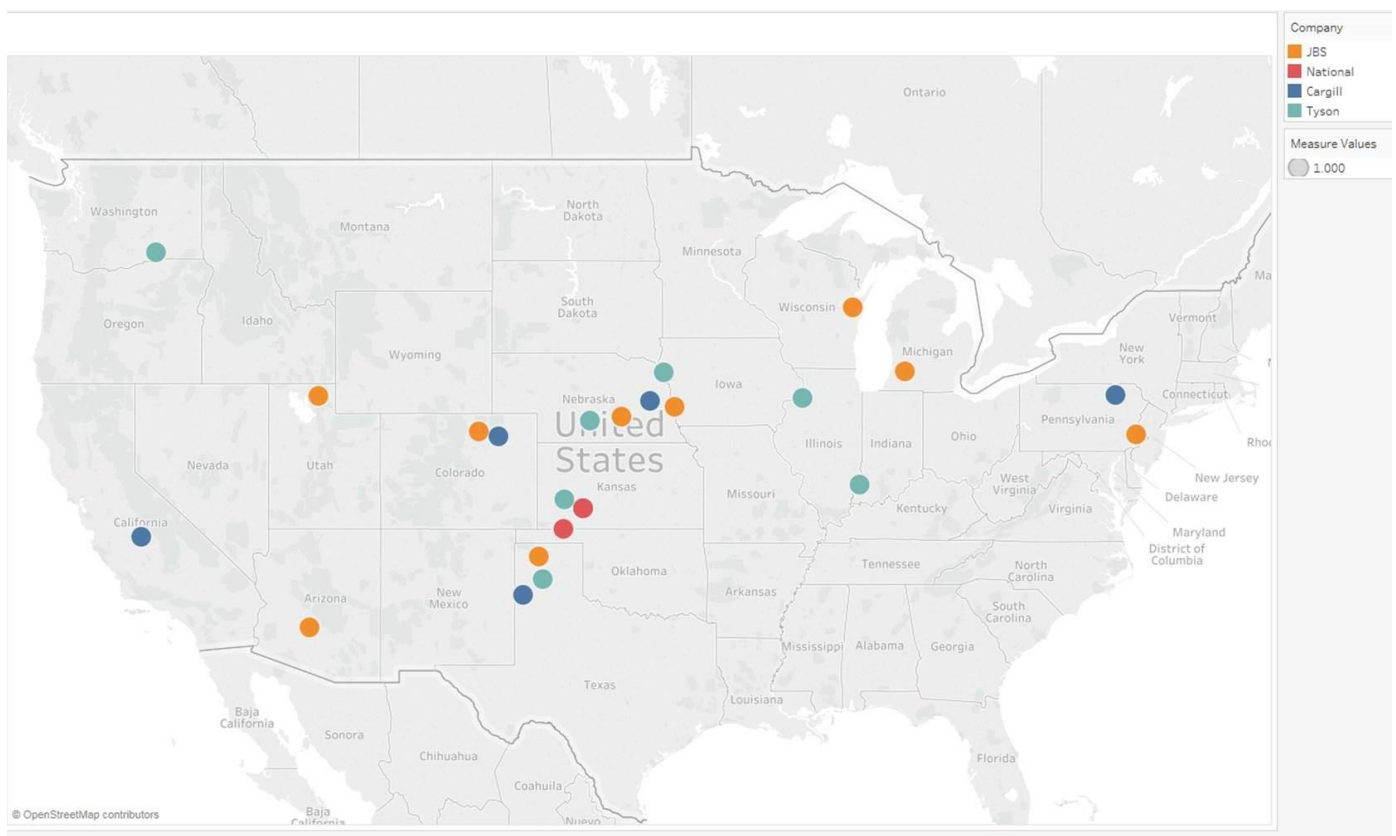 Company
JBS
National
Cargill
Tyson
Measure Values
1.000
Ontario
Washington
Montana
North
Dakota
Minnesota
Oregon
Idaho
South
Dakota
Wisconsin
Vermont
Wyoming
Michigan
New
York
Nebraska
Iowa
Connecticut
Pennsylvania
United
States
Nevada
Utah
Colorado
Illinois
Indiana
Ohio
Kansas
West
Virginia
Virginia
New Jersey
Delaware
Maryland
District of
Columbia
California
Missouri
Kentucky
Arizona
New
Mexico
Oklahoma
Arkansas
Tennessee
North
Carolina
South
Carolina
Mississippi
Alabama
Georgia
Texas
Louisiana
Baja
California
Sonora
Chihuahua
Coahuila
Florida
Baja
California
Nuevo
Ma
Rho
© OpenStreetMap contributors